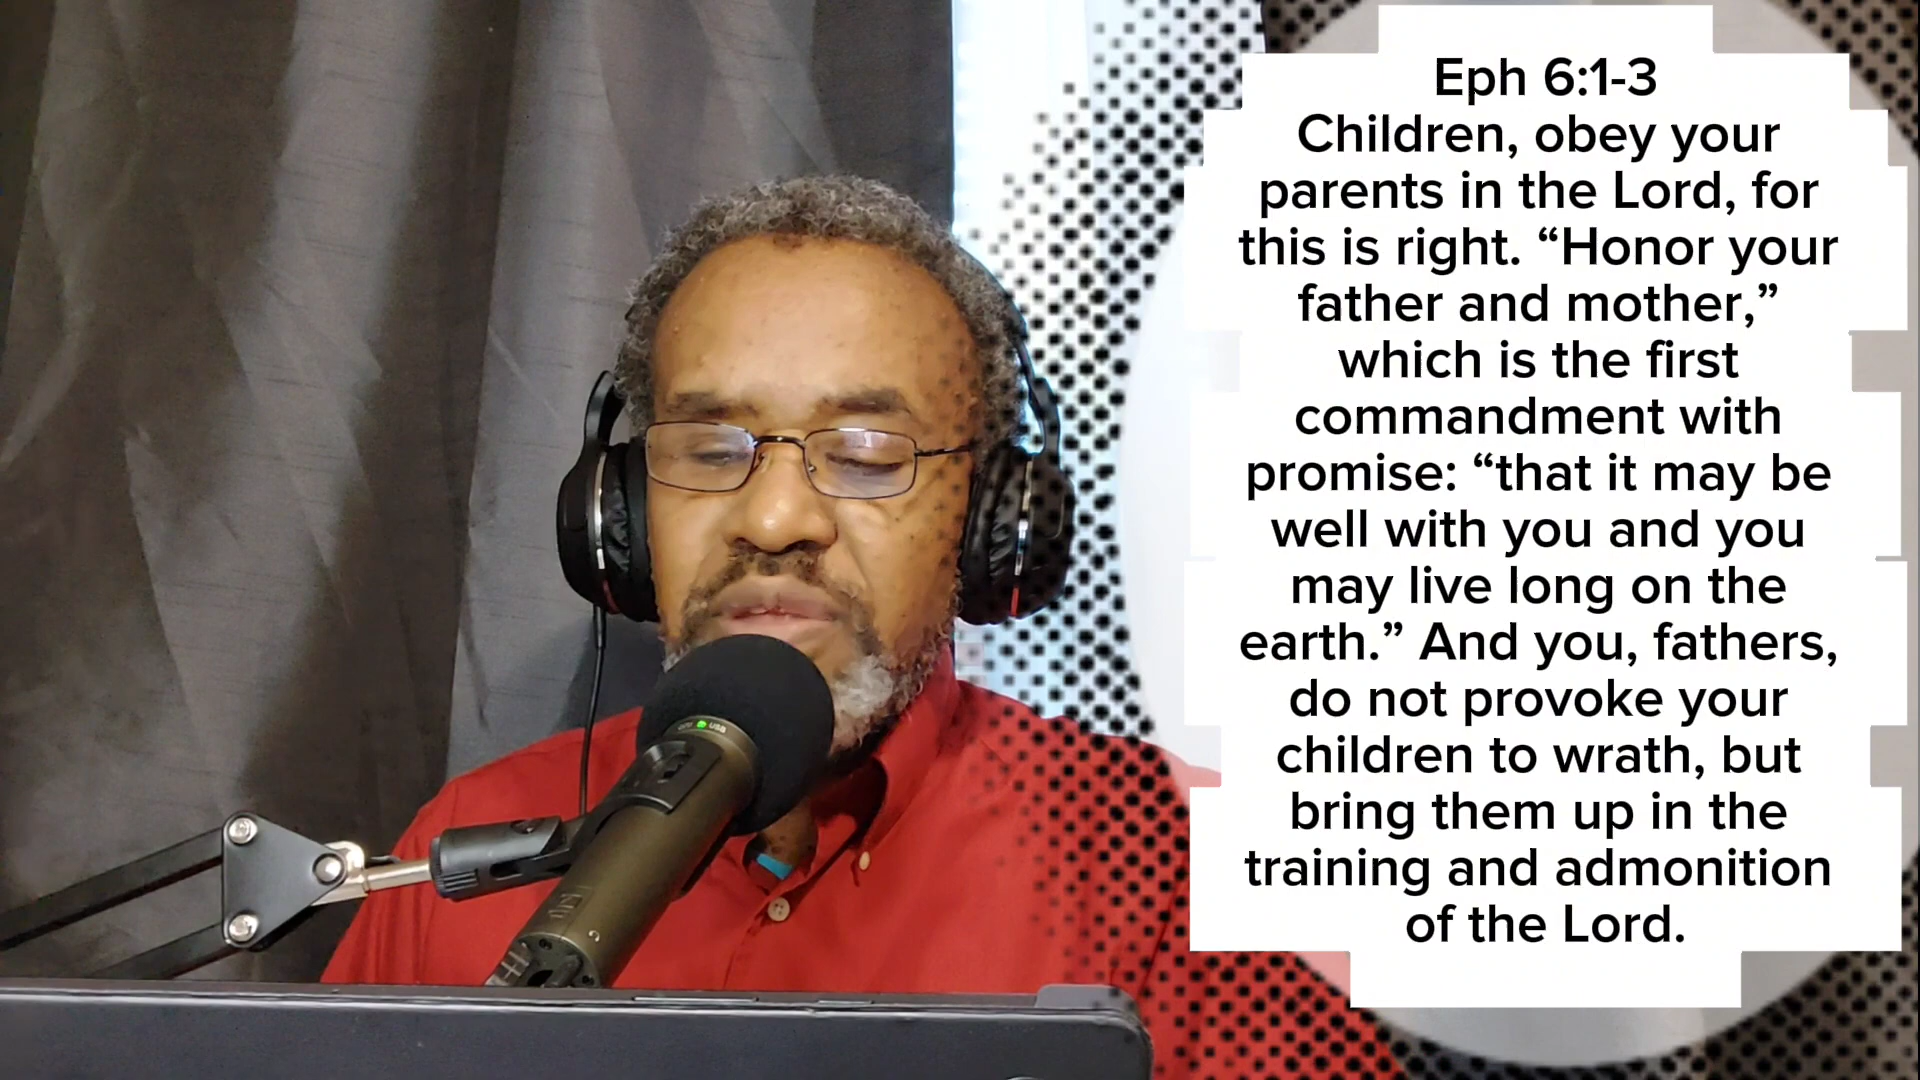 Eph 6:1-3
Children, obey your
parents in the Lord, for
this is right. “Honor your
father and mother,”
which is the first
commandment with
promise: “that it may be
well with you and you
may live long on the
earth.” And you, fathers,
do not provoke your
children to wrath, but
bring them up in the
training and admonition
of the Lord.
USB